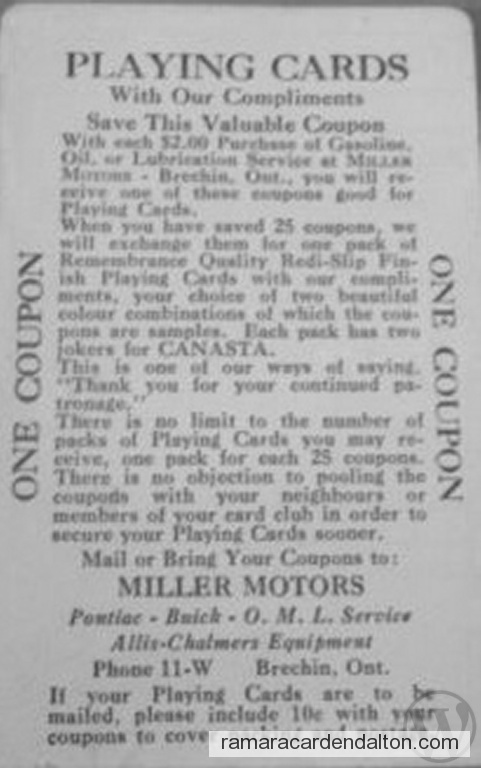 PLAYING CARDS
With Our Compliments
Save This Valuable Coupon
With each $2.00 Purchase of Gasoline,
Oil, or Lubrication Service at MILLER
MOTORS - Brechin, Ont., you will re-
ceive one of these coupons good for
Playing Cards.
When you have saved 25 coupons, we
will exchange them for one pack of
Remembrance Quality Redi-Slip Fin-
ish Playing Cards with our compli-
ments, your choice of two beautiful
colour combinations of which the cou-
pons are samples. Each pack has two
jokers for CANASTA.
This is one of our ways of saying,
"Thank you for your continued pa-
tronage."
There is no limit to the number of
packs of Playing Cards you may re-
ceive, one pack for each 25 coupons.
There is no objection to pooling the
coupons with your neighbours or
members of your card club in order to
secure your Playing Cards sooner.
Mail or Bring Your Coupons to:
MILLER MOTORS
Pontiac - Buick - O. M. L. Service
Allis-Chalmers Equipment
Phone 11-W Brechin, Ont.
If your Playing Cards are to be
mailed, please include 10c with your
coupons to cover
ONE COUPON
ONE COUPON
ramaracardendalton.com